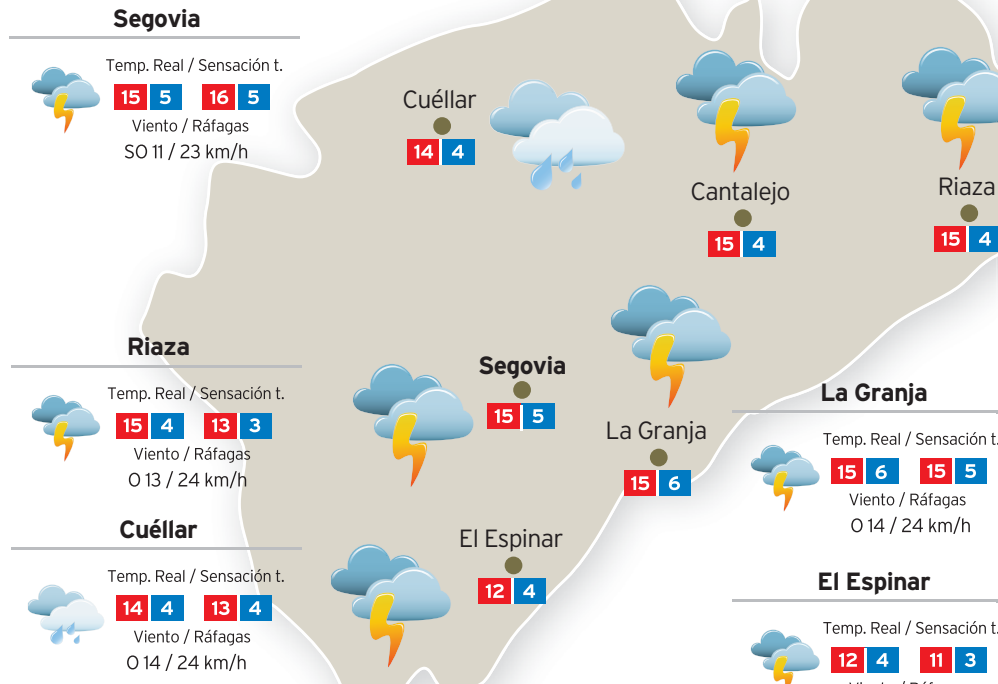 Segovia
Temp. Real / Sensación t.
15 5 16 5
Viento / Ráfagas
SO 11 / 23 km/h
Riaza
Temp. Real / Sensación t.
15 4 13 3
Viento / Ráfagas
O 13 / 24 km/h
Cuéllar
Temp. Real / Sensación t.
14 4 13 4
Viento / Ráfagas
O 14 / 24 km/h
Cuéllar
14 4
Cantalejo
15 4
Riaza
15 4
Segovia
15 5
La Granja
15 6
El Espinar
12 4
La Granja
Temp. Real / Sensación t.
15 6 15 5
Viento / Ráfagas
O 14 / 24 km/h
El Espinar
Temp. Real / Sensación t.
12 4 11 3
Viento / Ráfagas